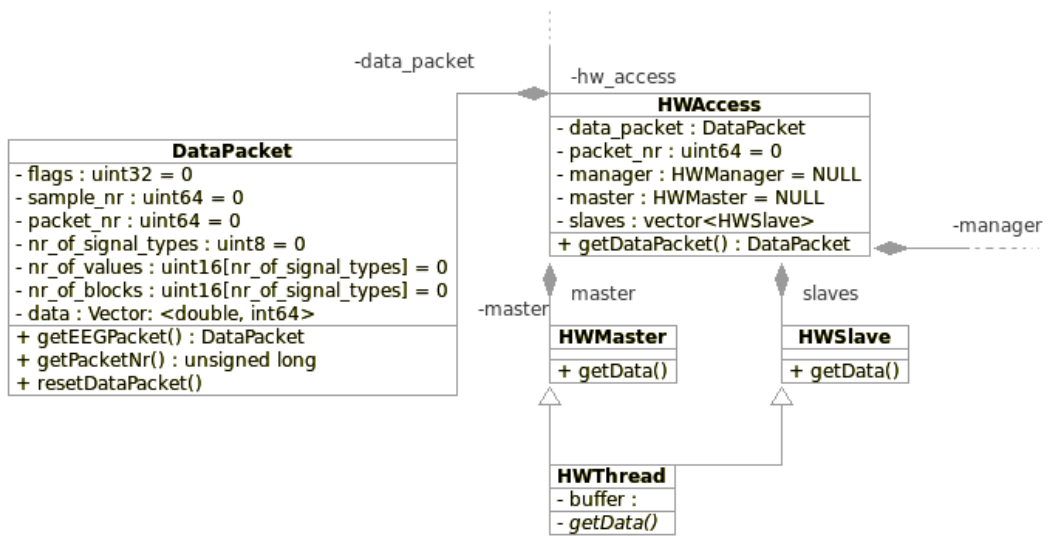 -data_packet
-hw_access
HWAccess
- data_packet : DataPacket
- packet_nr : uint64 = 0
- manager : HWManager = NULL
- master : HWMaster = NULL
- slaves : vector<HWSlave>
+ getDataPacket() : DataPacket
-manager
DataPacket
- flags : uint32 = 0
- sample_nr : uint64 = 0
- packet_nr : uint64 = 0
- nr_of_signal_types : uint8 = 0
- nr_of_values : uint16[nr_of_signal_types] = 0
- nr_of_blocks : uint16[nr_of_signal_types] = 0
- data : Vector: <double, int64>
+ getEEGPacket() : DataPacket
+ getPacketNr() : unsigned long
+ resetDataPacket()
master
-master
slaves
HWMaster
+ getData()
HWSlave
+ getData()
HWThread
- buffer :
- getData()